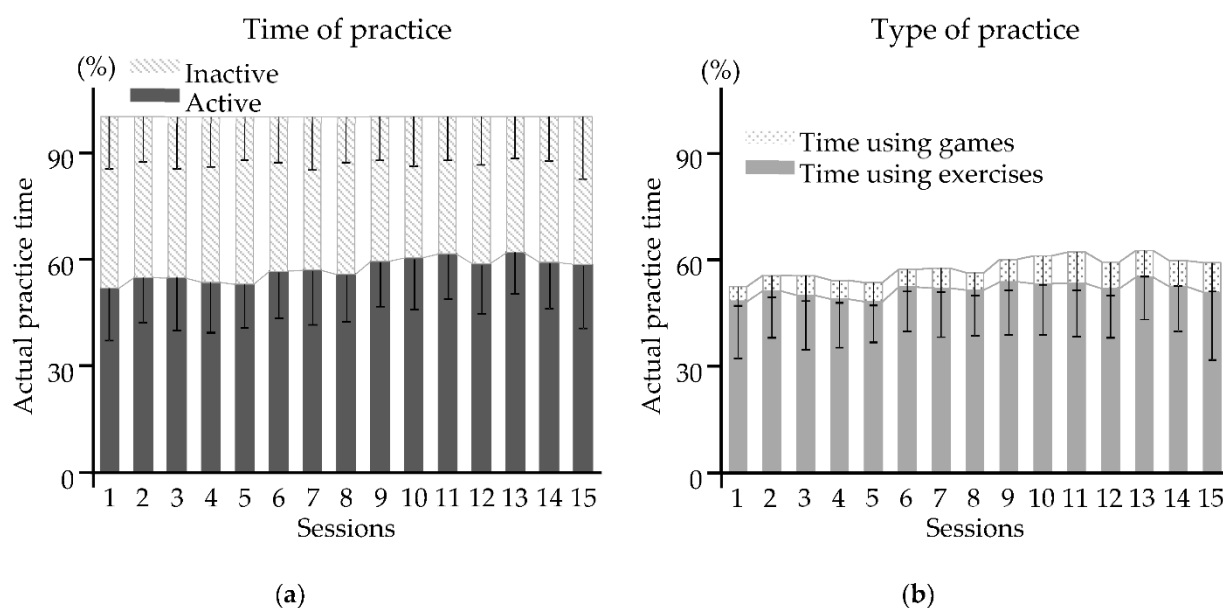 Time of practice
(%)
Inactive
Active
Actual practice time
90
60
30
0
1 2 3 4 5 6 7 8 9 10 11 12 13 14 15
Sessions
(a)
Type of practice
(%)
Time using games
Time using exercises
Actual practice time
90
60
30
0
1 2 3 4 5 6 7 8 9 10 11 12 13 14 15
Sessions
(b)